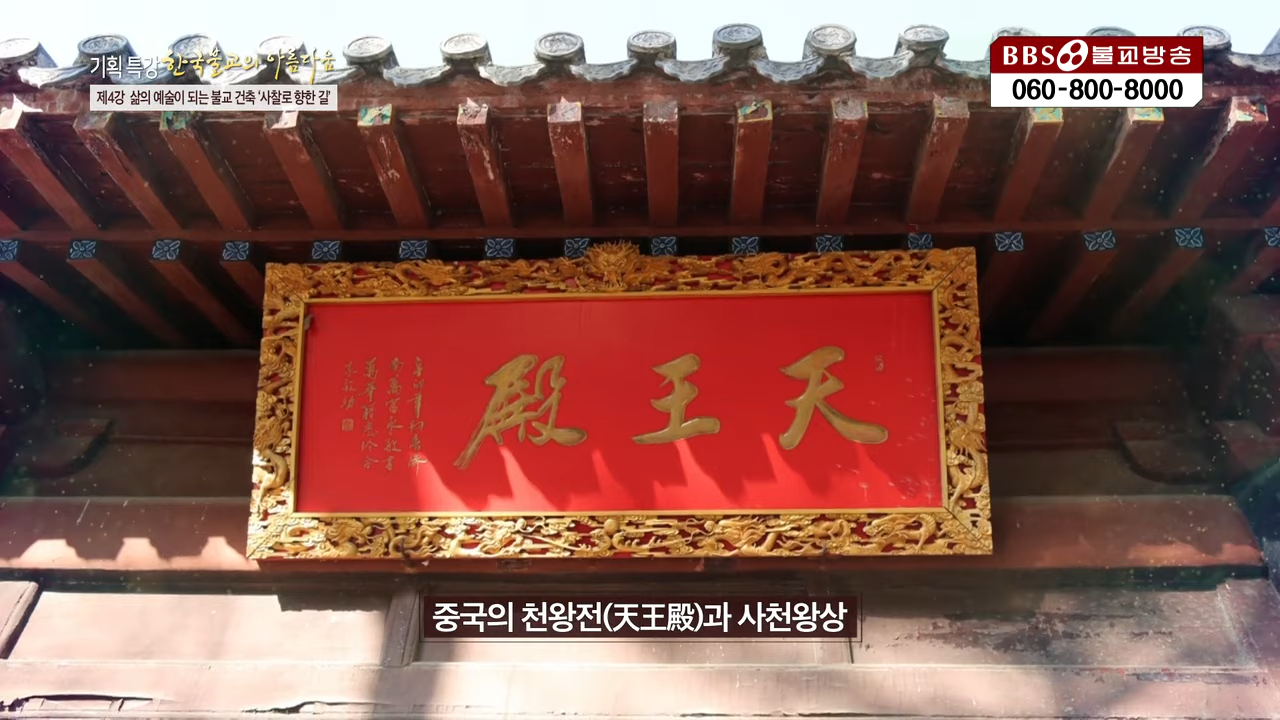 기획 특강 한국불교의 아름다움
제4강 삶의 예술이 되는 불교 건축 '사찰로 향한 길'
BBS 불교방송
060-800-8000
天王殿
중국의 천왕전(天王殿)과 사천왕상